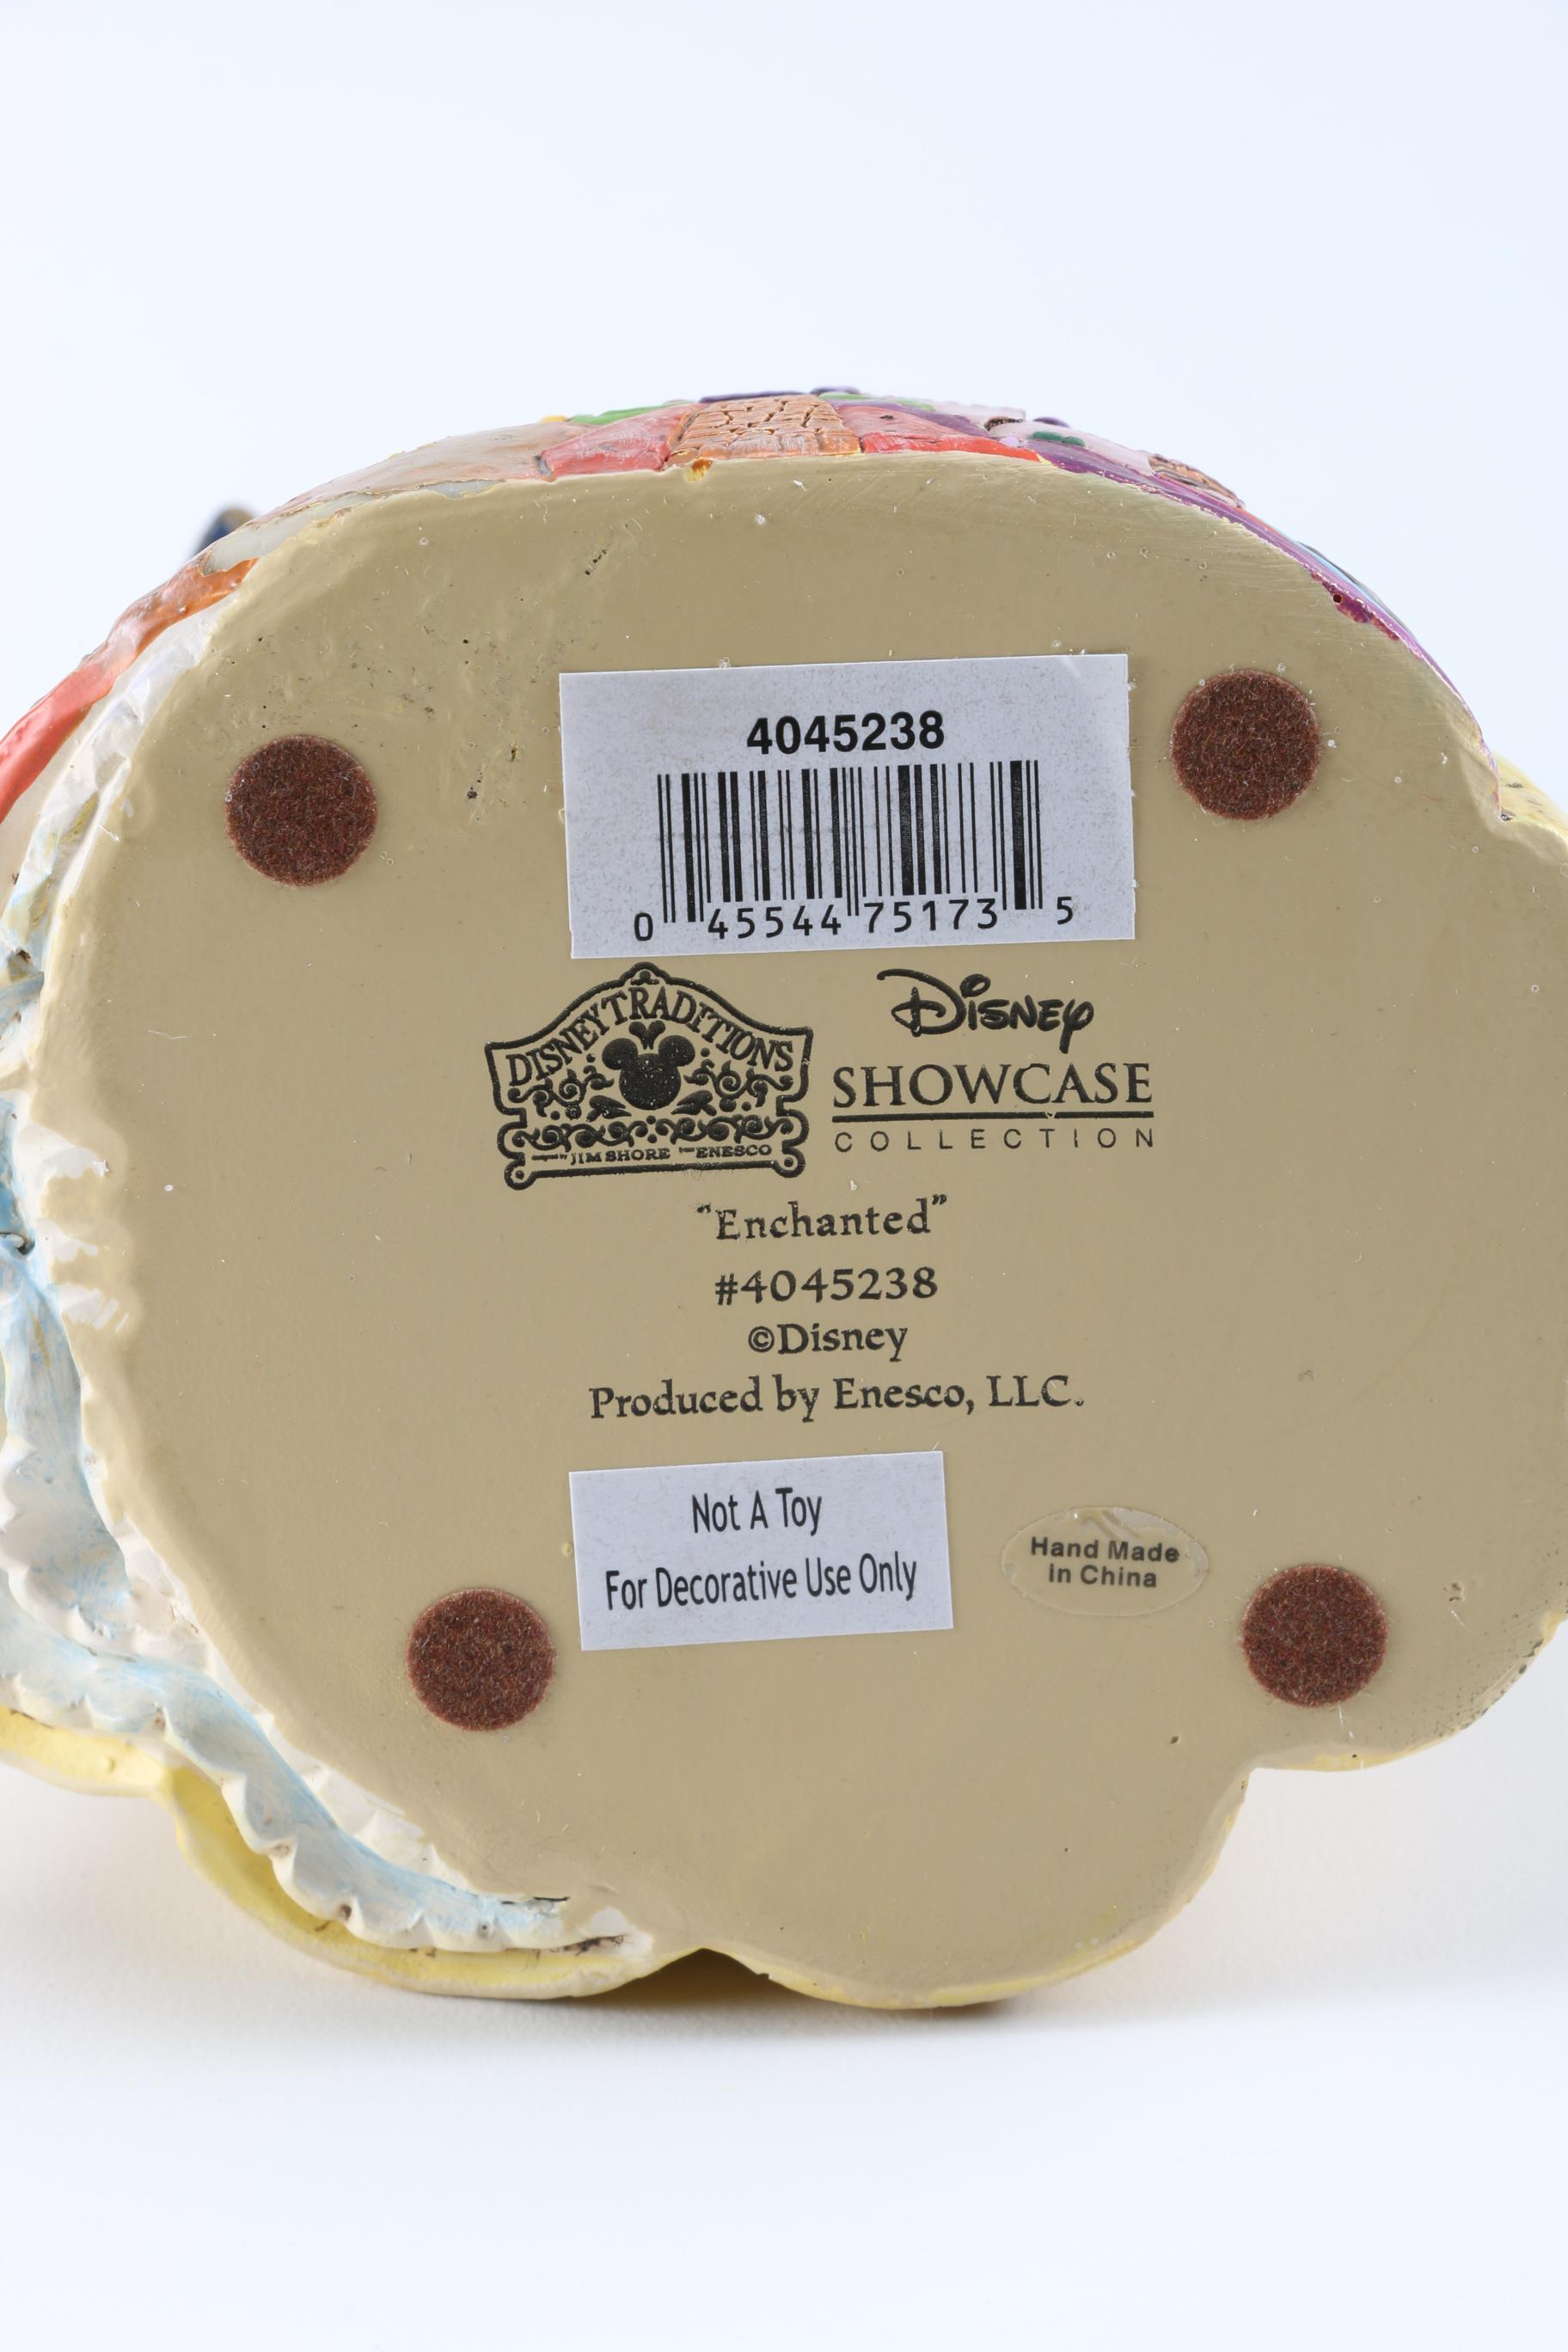 4045238
0 45544 75173 5
DISNEY TRADITIONS
JIM SHORE ENESCO
Disney
SHOWCASE
COLLECTION
"Enchanted"
#4045238
©Disney
Produced by Enesco, LLC.
Not A Toy
For Decorative Use Only
Hand Made
in China